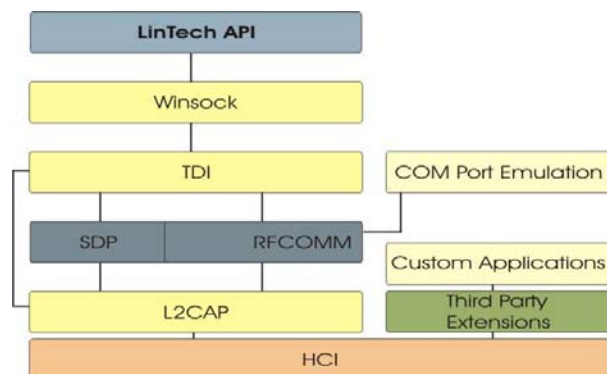 LinTech API
Winsock
TDI
COM Port Emulation
SDP
RFCOMM
Custom Applications
L2CAP
Third Party
Extensions
HCI